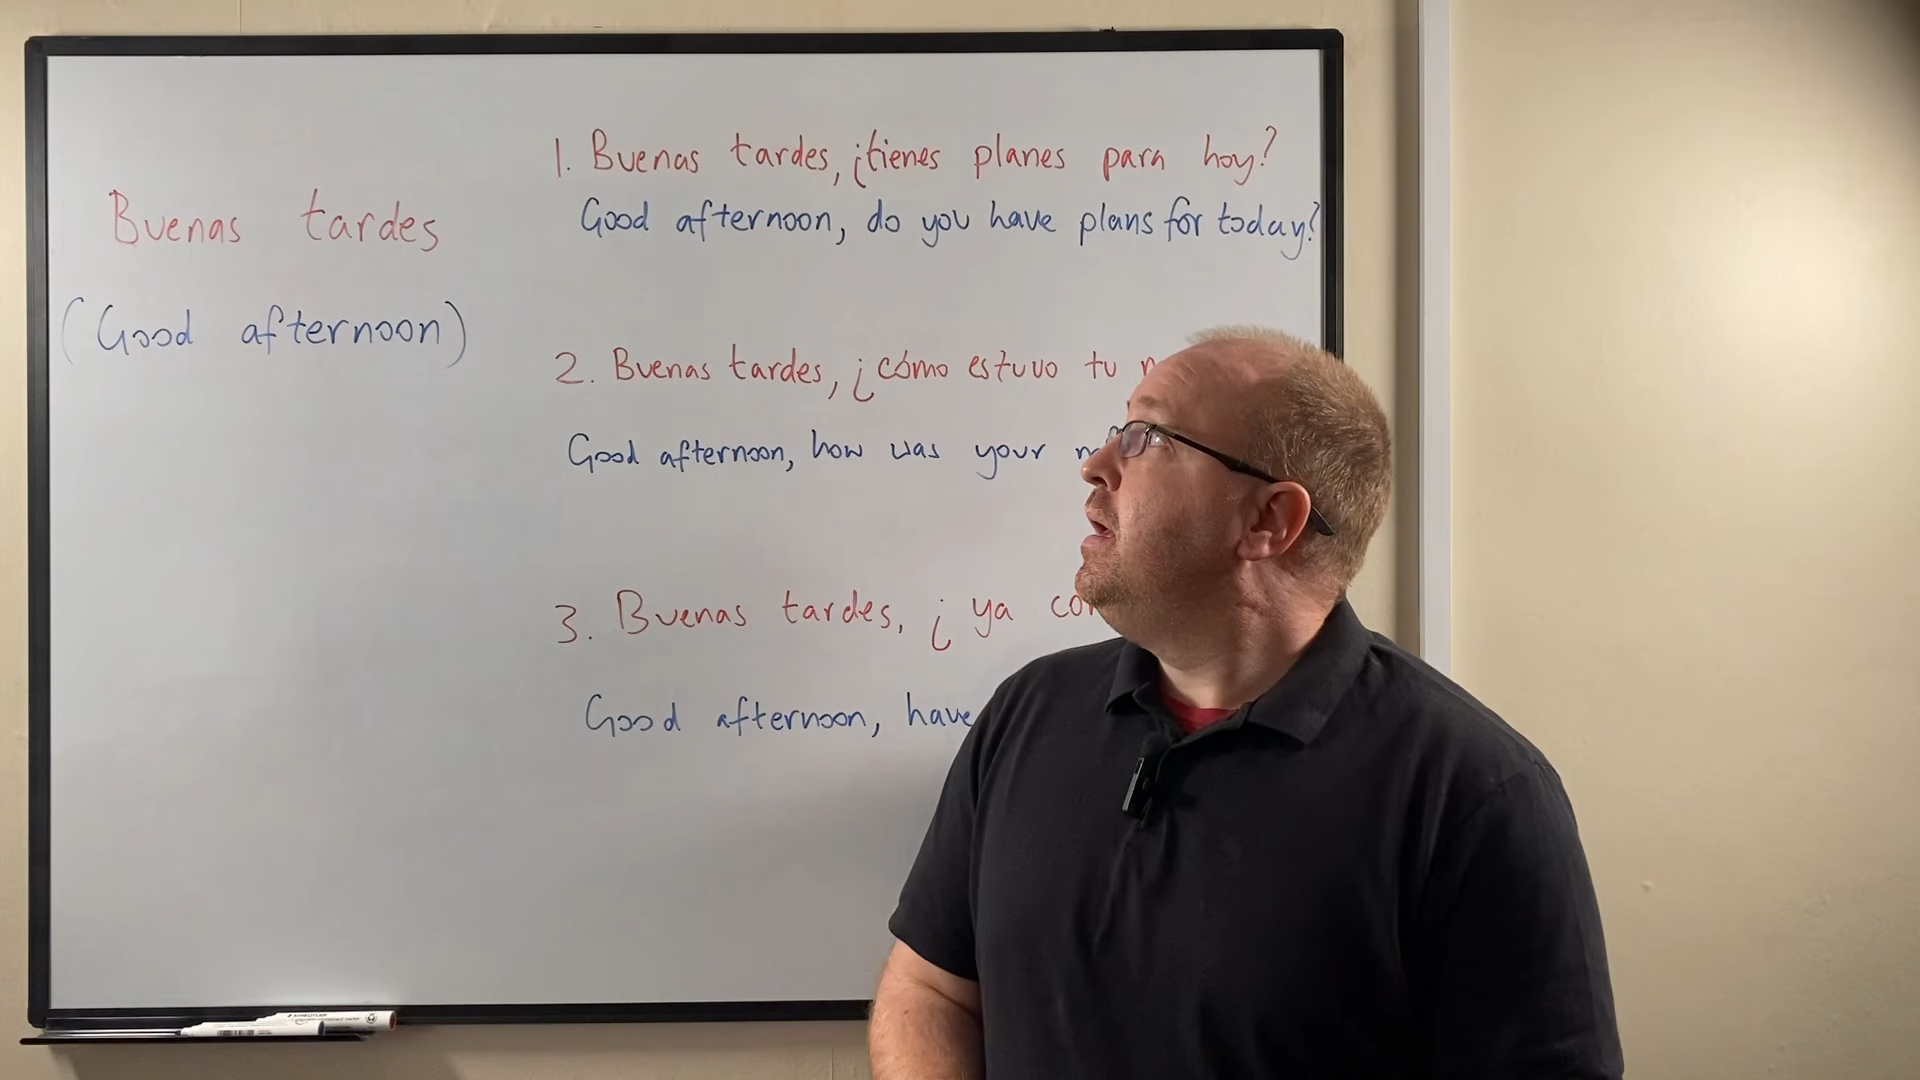 Buenas tardes
(Good afternoon)
1. Buenas tardes, ¿tienes planes para hoy?
Good afternoon, do you have plans for today?
2. Buenas tardes, ¿cómo estuvo tu
Good afternoon, how was your
3. Buenas tardes, ¿ya
Good afternoon, have
STAEDTLER